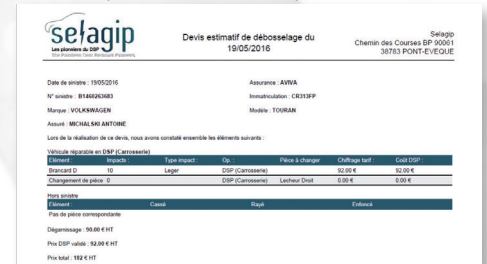 selagip
Les pionniers du DSP
Devis estimatif de débosselage du
19/05/2016
Selagip
Chemin des Courses BP 90061
38783 PONT-EVEQUE
Date de sinistre : 19/05/2016
Assurance : AVIVA
N° sinistre : B1460263683
Immatriculation : CR313FP
Marque : VOLKSWAGEN
Modèle : TOURAN
Assuré : MICHALSKI ANTOINE
Lors de la réalisation de ce devis, nous avons constaté ensemble les éléments suivants :
Véhicule réparable en DSP (Carrosserie)
Elément : Impacts : Type impact : Op. : Pièce à changer Chiffrage tarif : Coût DSP :
Brancard D 10 Leger DSP (Carrosserie) 92.00 € 92.00 €
Changement de pièce 0 DSP (Carrosserie) Lecheur Droit 0.00 € 0.00 €
Hors sinistre
Elément : Cassé Rayé Enfoncé
Pas de pièce correspondante
Dégarnissage : 90.00 € HT
Prix DSP validé : 92,00 € HT
Prix total : 182 € HT